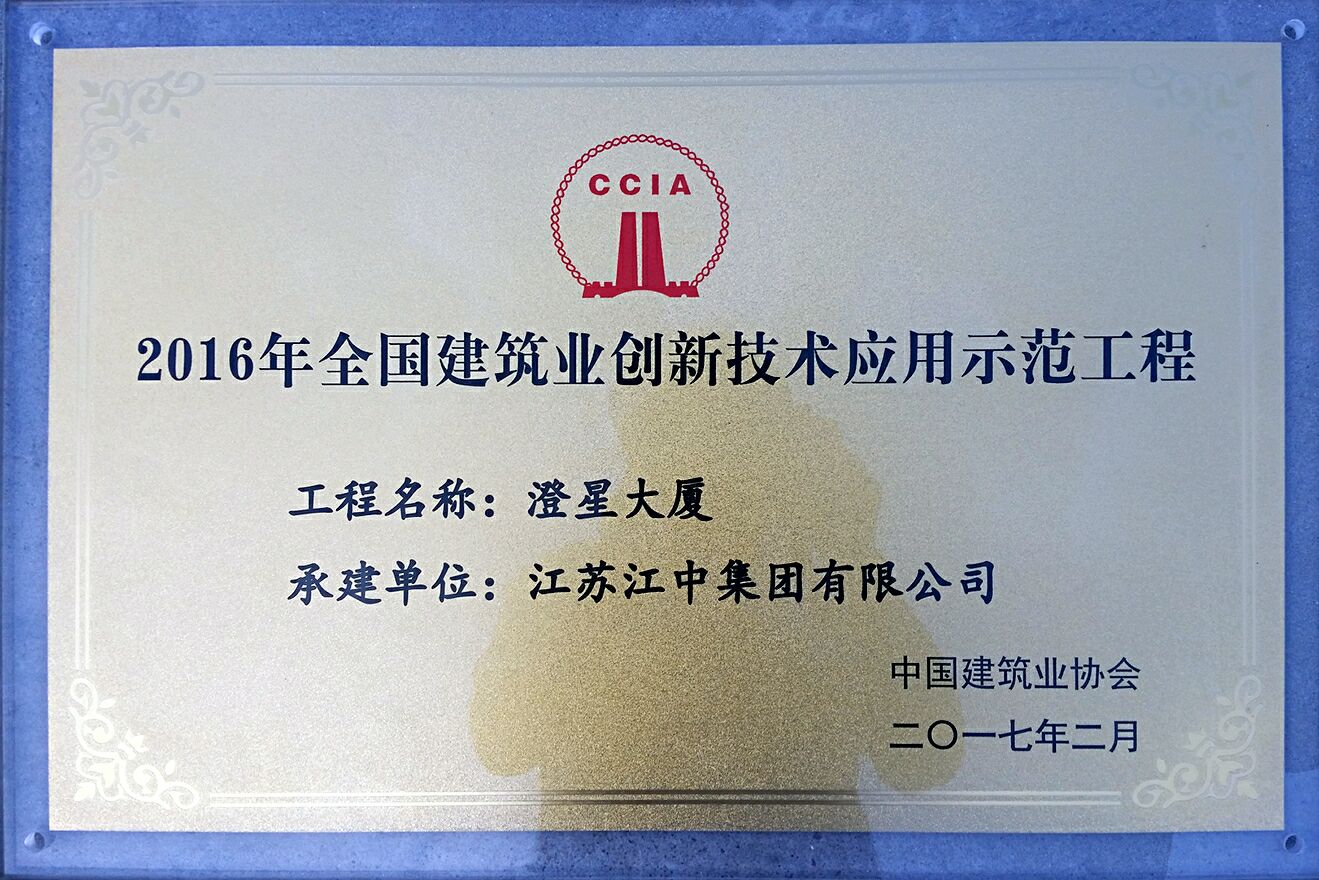 CCIA
2016年全国建筑业创新技术应用示范工程
工程名称：澄星大厦
承建单位：江苏江中集团有限公司
中国建筑业协会
二〇一七年二月